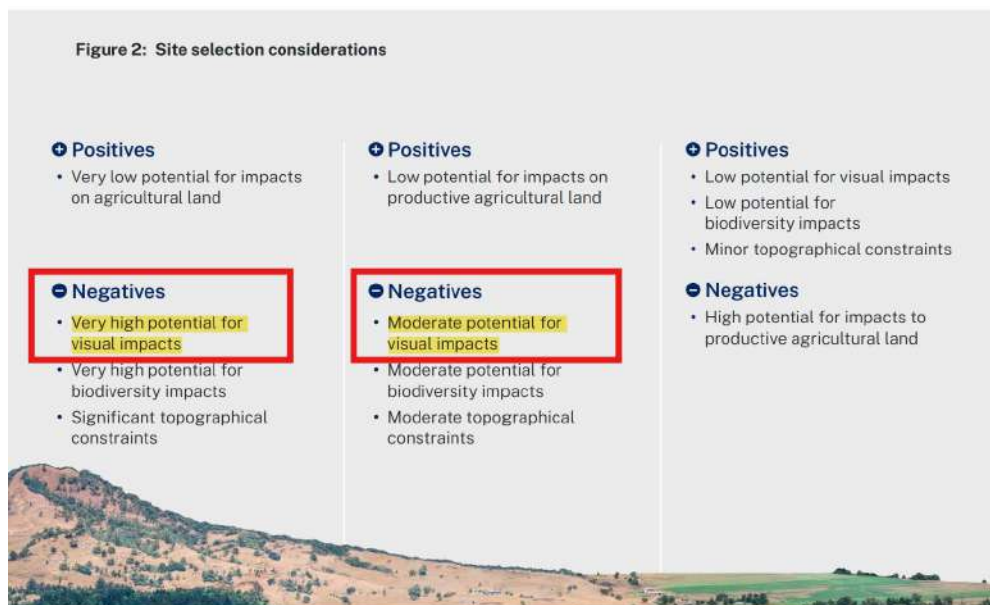 Figure 2: Site selection considerations
Positives
• Very low potential for impacts
on agricultural land
Negatives
• Very high potential for
visual impacts
• Very high potential for
biodiversity impacts
• Significant topographical
constraints
Positives
• Low potential for impacts on
productive agricultural land
Negatives
• Moderate potential for
visual impacts
• Moderate potential for
biodiversity impacts
• Moderate topographical
constraints
Positives
• Low potential for visual impacts
• Low potential for
biodiversity impacts
• Minor topographical constraints
Negatives
• High potential for impacts to
productive agricultural land